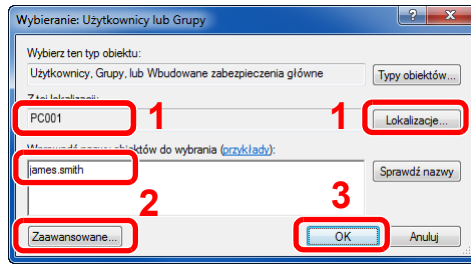 Wybieranie: Użytkownicy lub Grupy
Wybierz ten typ obiektu:
Użytkownicy, Grupy, lub Wbudowane zabezpieczenia główne
Typy obiektów...
Z tej lokalizacji:
PC001
1
1
Lokalizacje...
Wprowadź nazwy obiektów do wybrania (przykłady):
james.smith
Sprawdź nazwy
2
3
Zaawansowane...
OK
Anuluj